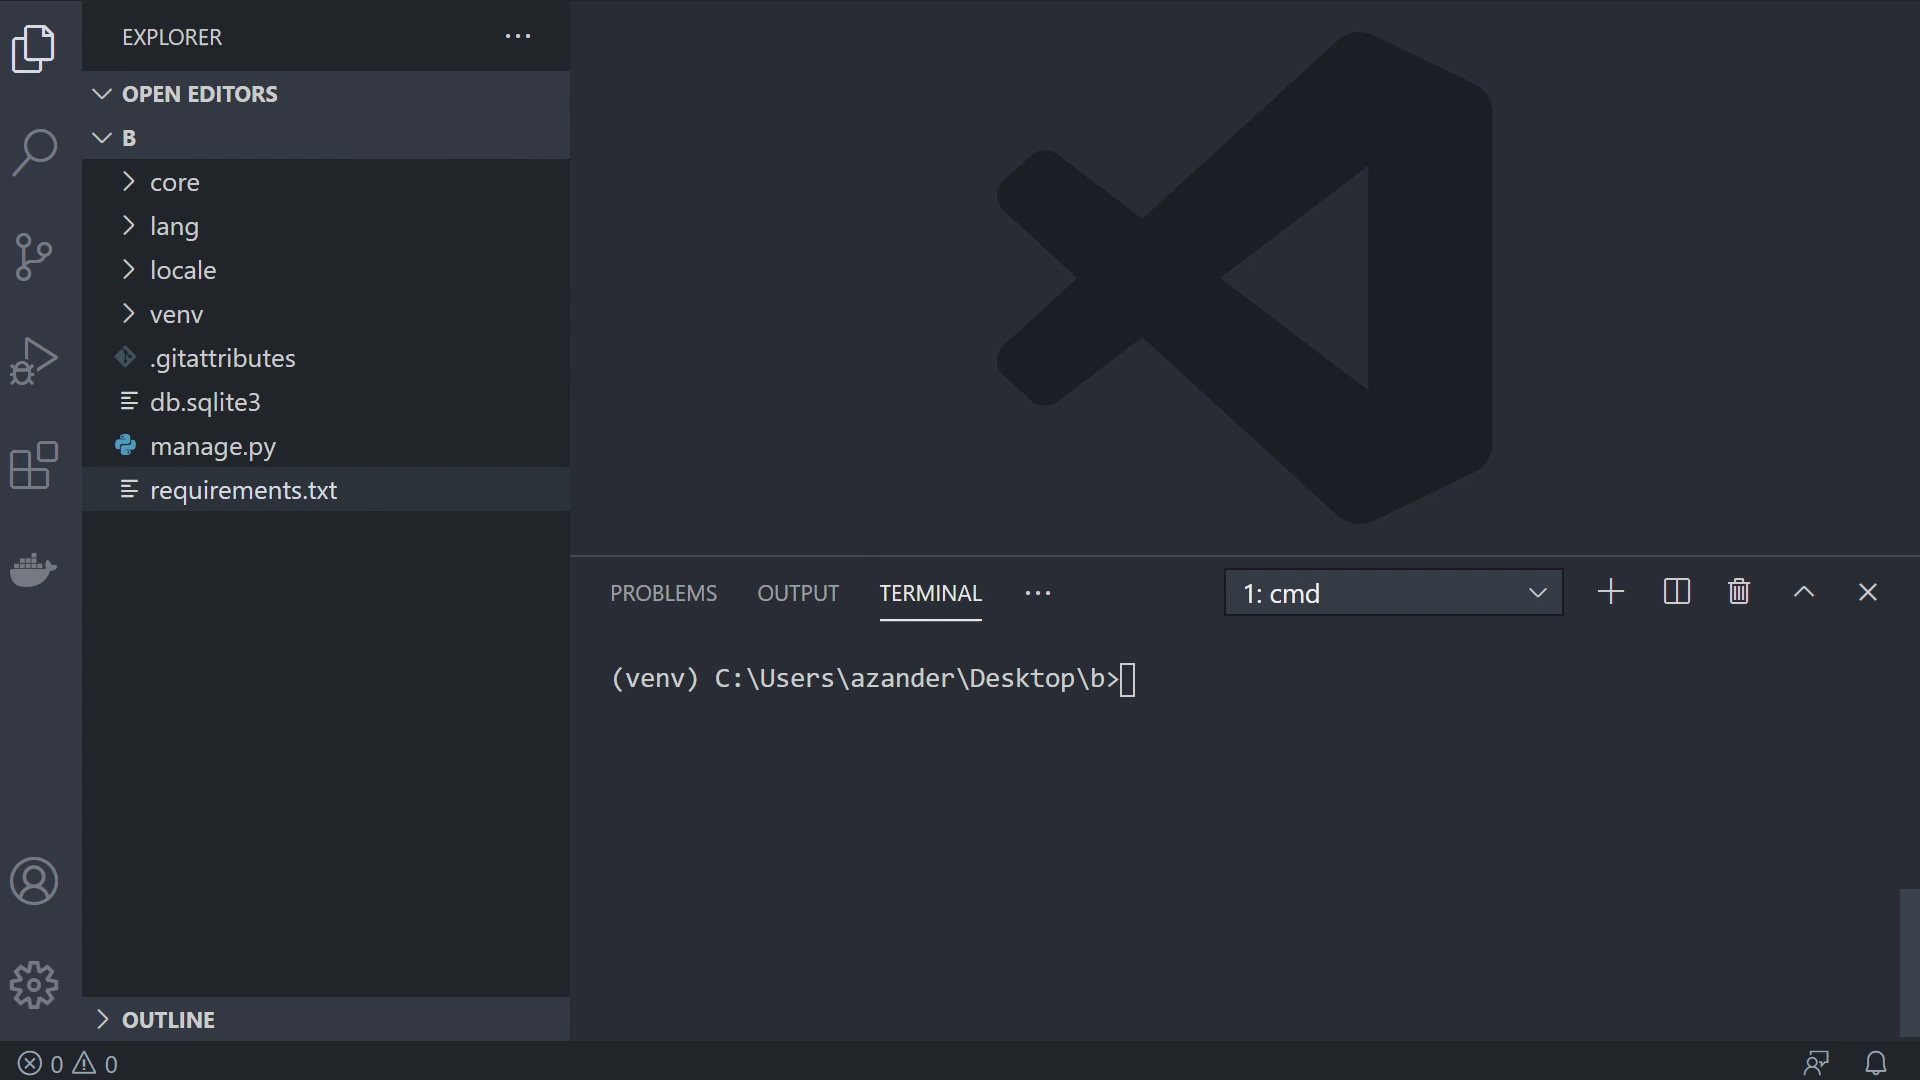 EXPLORER
OPEN EDITORS
B
core
lang
locale
venv
.gitattributes
db.sqlite3
manage.py
requirements.txt
OUTLINE
PROBLEMS OUTPUT TERMINAL 1: cmd
(venv) C:\Users\azander\Desktop\b>
0 0